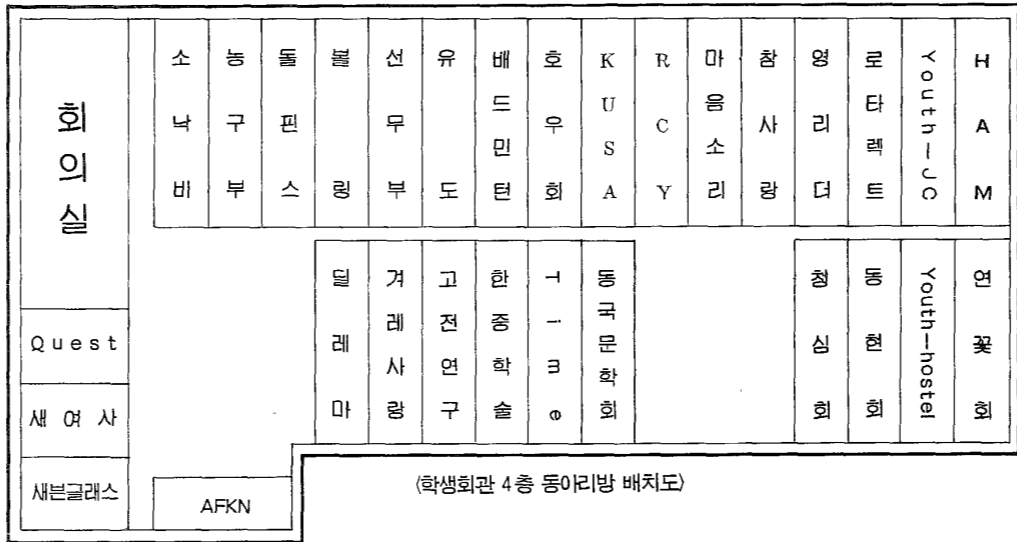 회의실
Quest
새여사
새븐글래스
소낙비
농구부
돌핀스
볼링
선무부
유도
배드민턴
호우회
KUSA
RCY
마음소리
참사랑
영리더
로타렉트
Youth-JC
HAM
딜레마
겨레사랑
고전연구
한중학술
Time
동국문학회
청심회
동현회
Youth-hostel
연꽃회
AFKN
〈학생회관 4층 동아리방 배치도〉